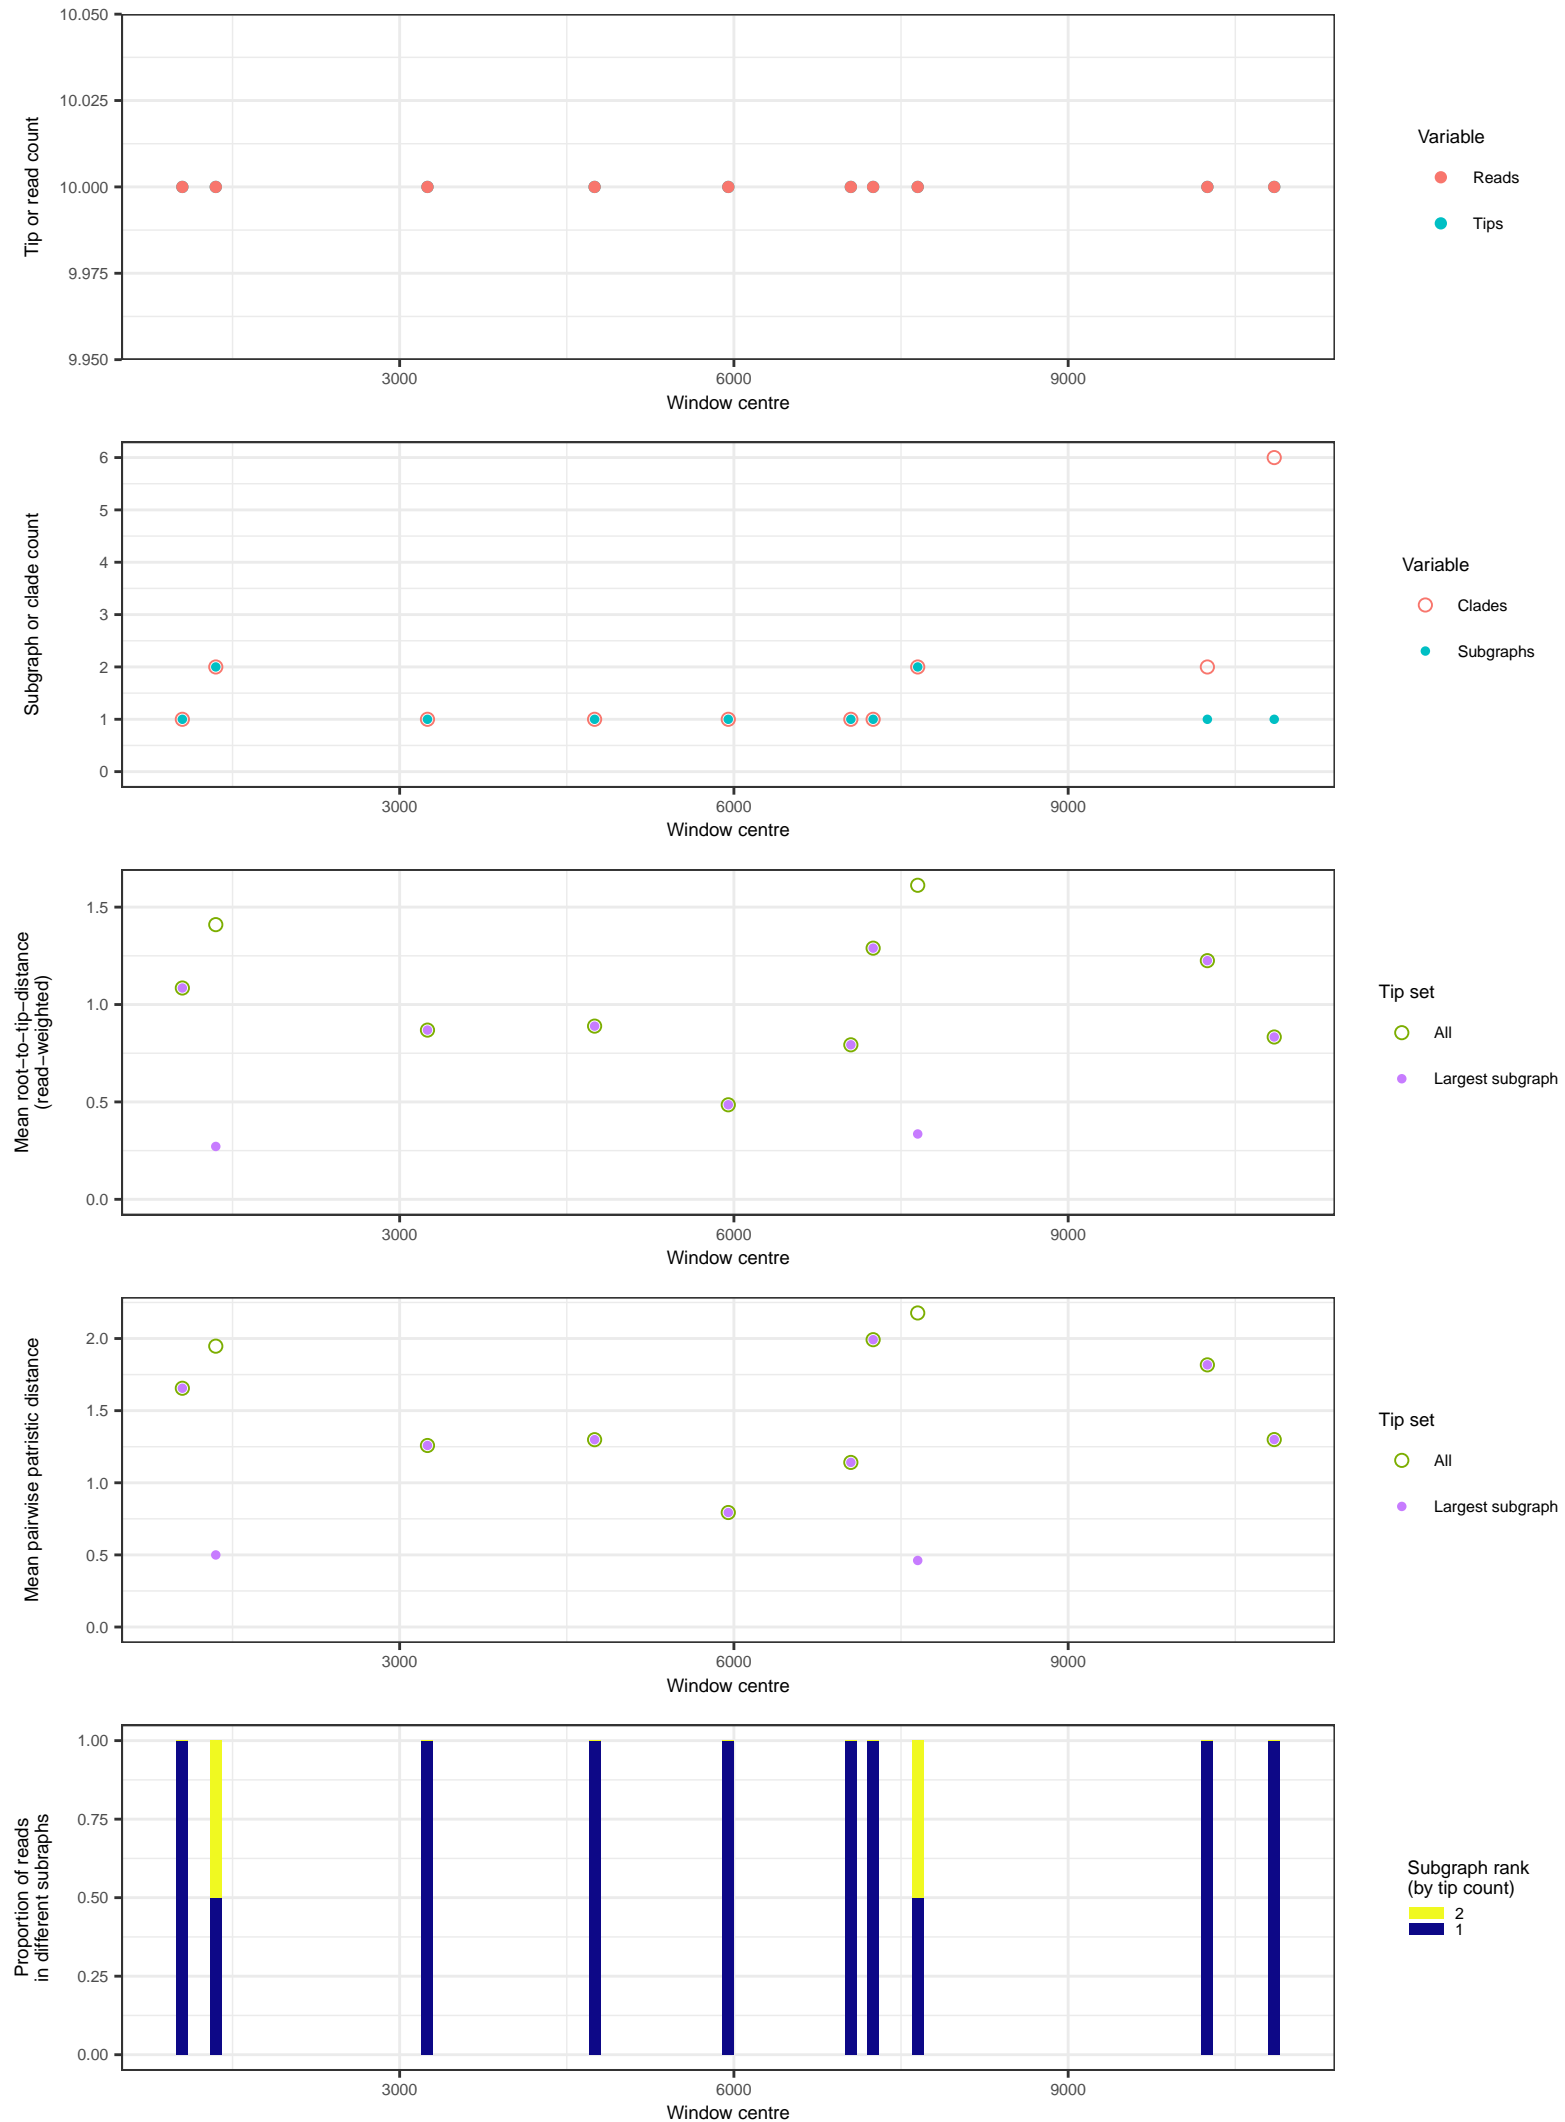 10.050
10.025
10.000
9.975
9.950
Tip or read count
3000 6000 9000
Window centre
Variable
Reads
Tips
6
5
4
3
2
1
0
Subgraph or clade count
3000 6000 9000
Window centre
Variable
Clades
Subgraphs
1.5
1.0
0.5
0.0
Mean root−to−tip−distance
(read−weighted)
3000 6000 9000
Window centre
Tip set
All
Largest subgraph
2.0
1.5
1.0
0.5
0.0
Mean pairwise patristic distance
3000 6000 9000
Window centre
Tip set
All
Largest subgraph
1.00
0.75
0.50
0.25
0.00
Proportion of reads
in different subraphs
3000 6000 9000
Window centre
Subgraph rank
(by tip count)
2
1